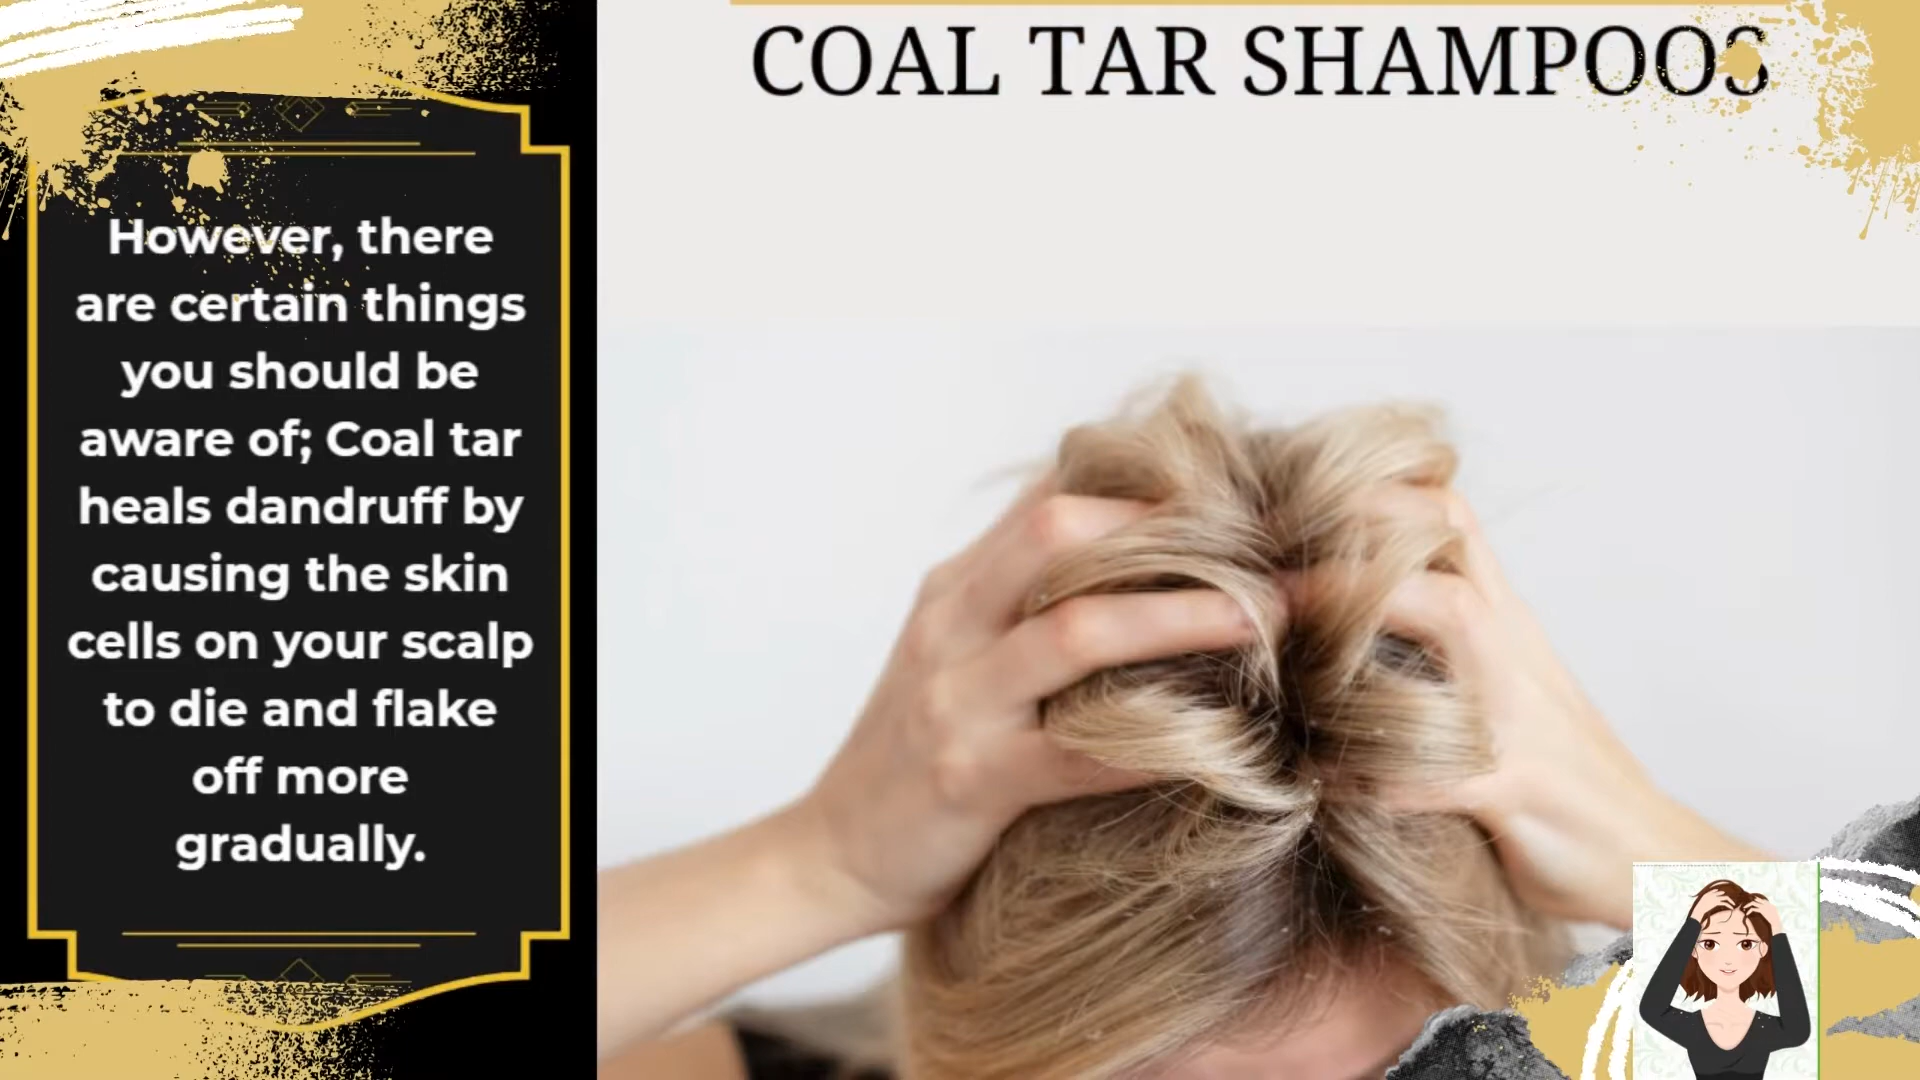 COAL TAR SHAMPOOS
However, there
are certain things
you should be
aware of; Coal tar
heals dandruff by
causing the skin
cells on your scalp
to die and flake
off more
gradually.